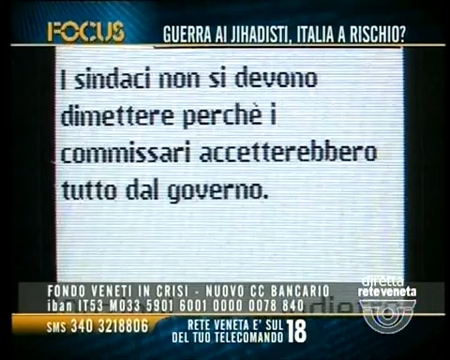 FOCUS
GUERRA AI JIHADISTI, ITALIA A RISCHIO?
I sindaci non si devono
dimettere perchè i
commissari accetterebbero
tutto dal governo.
FONDO VENETI IN CRISI - NUOVO CC BANCARIO
iban IT53 M033 5901 6001 0000 0078 840
diretta
reteveneta
SMS 340 3218806
RETE VENETA E' SUL
DEL TUO TELECOMANDO 18